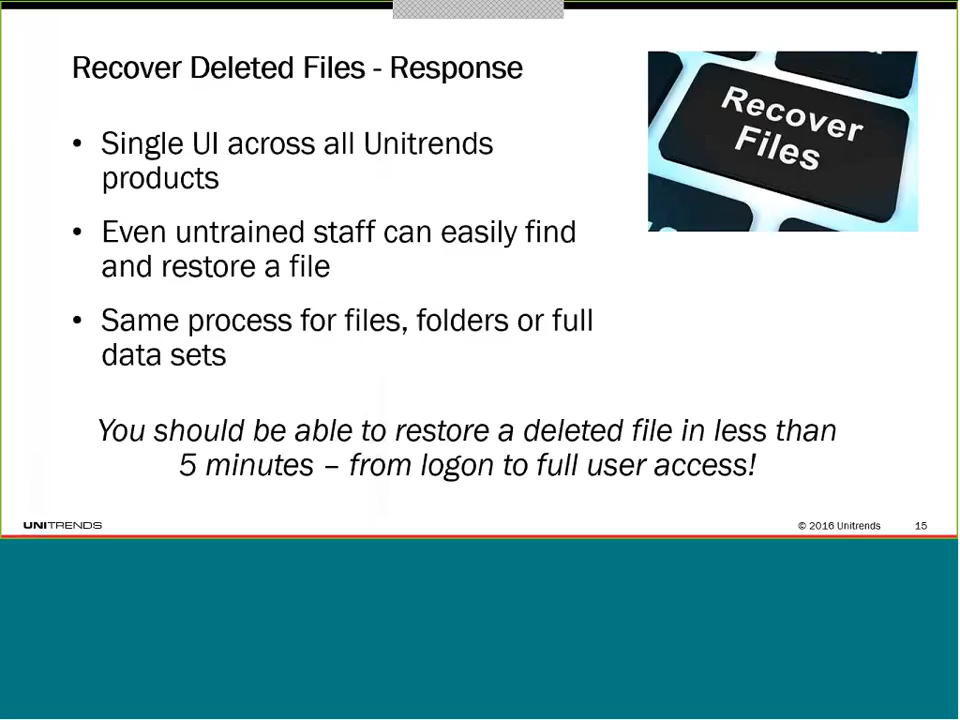 Recover Deleted Files - Response
Recover
Files
• Single UI across all Unitrends
products
• Even untrained staff can easily find
and restore a file
• Same process for files, folders or full
data sets
You should be able to restore a deleted file in less than
5 minutes – from logon to full user access!
UNITRENDS
© 2016 Unitrends
15